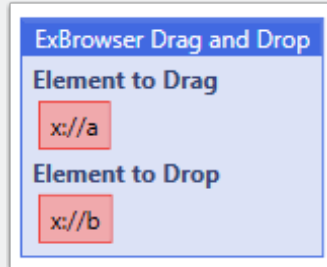 ExBrowser Drag and Drop
Element to Drag
x://a
Element to Drop
x://b